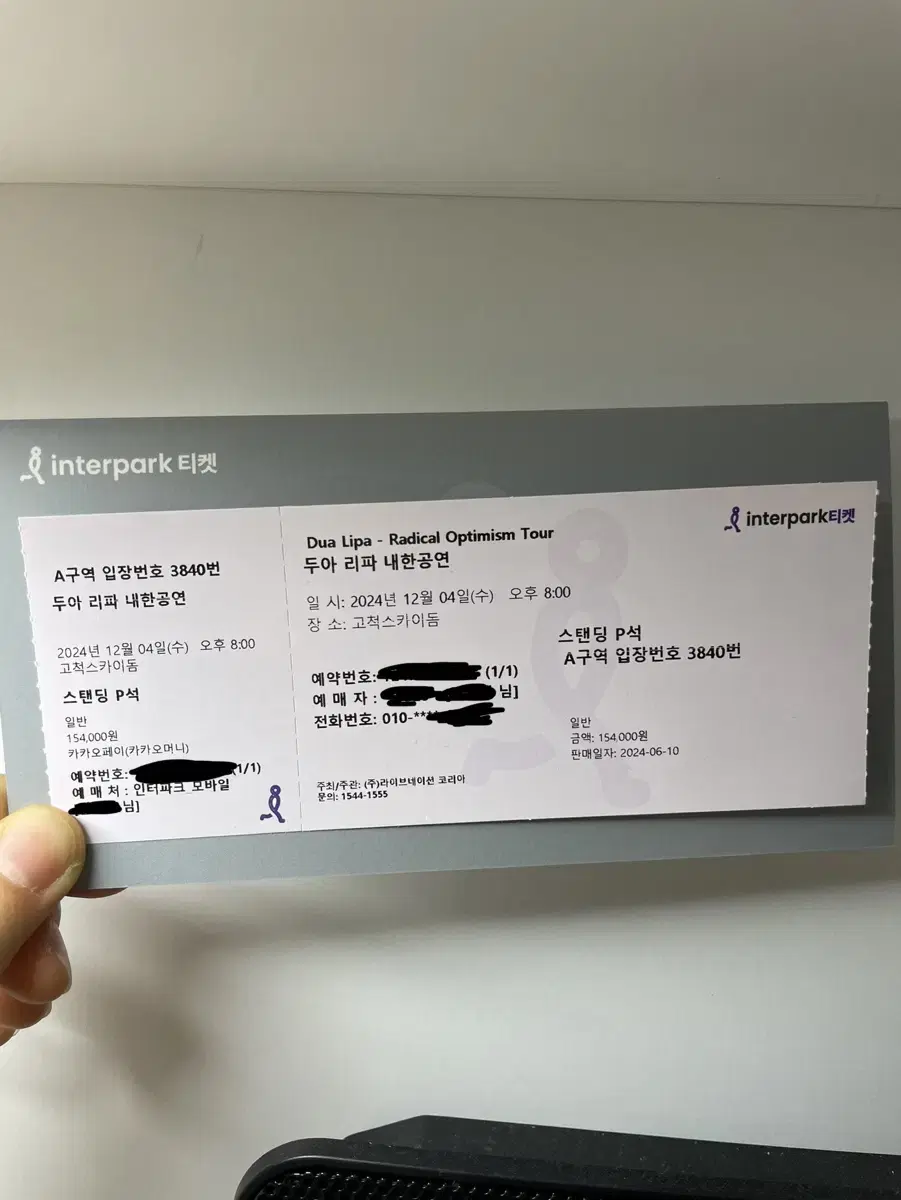 interpark 티켓
A구역 입장번호 3840번
두아 리파 내한공연
2024년 12월 04일(수) 오후 8:00
고척스카이돔
스탠딩 P석
일반
154,000원
카카오페이(카카오머니)
예약번호: (1/1)
예 매 처 : 인터파크 모바일
님]
Dua Lipa - Radical Optimism Tour
두아 리파 내한공연
일 시: 2024년 12월 04일(수) 오후 8:00
장 소: 고척스카이돔
예약번호: (1/1)
예 매 자 : 님]
전화번호: 010-**
주최/주관: (주)라이브네이션 코리아
문의: 1544-1555
interpark티켓
스탠딩 P석
A구역 입장번호 3840번
일반
금액: 154,000원
판매일자: 2024-06-10